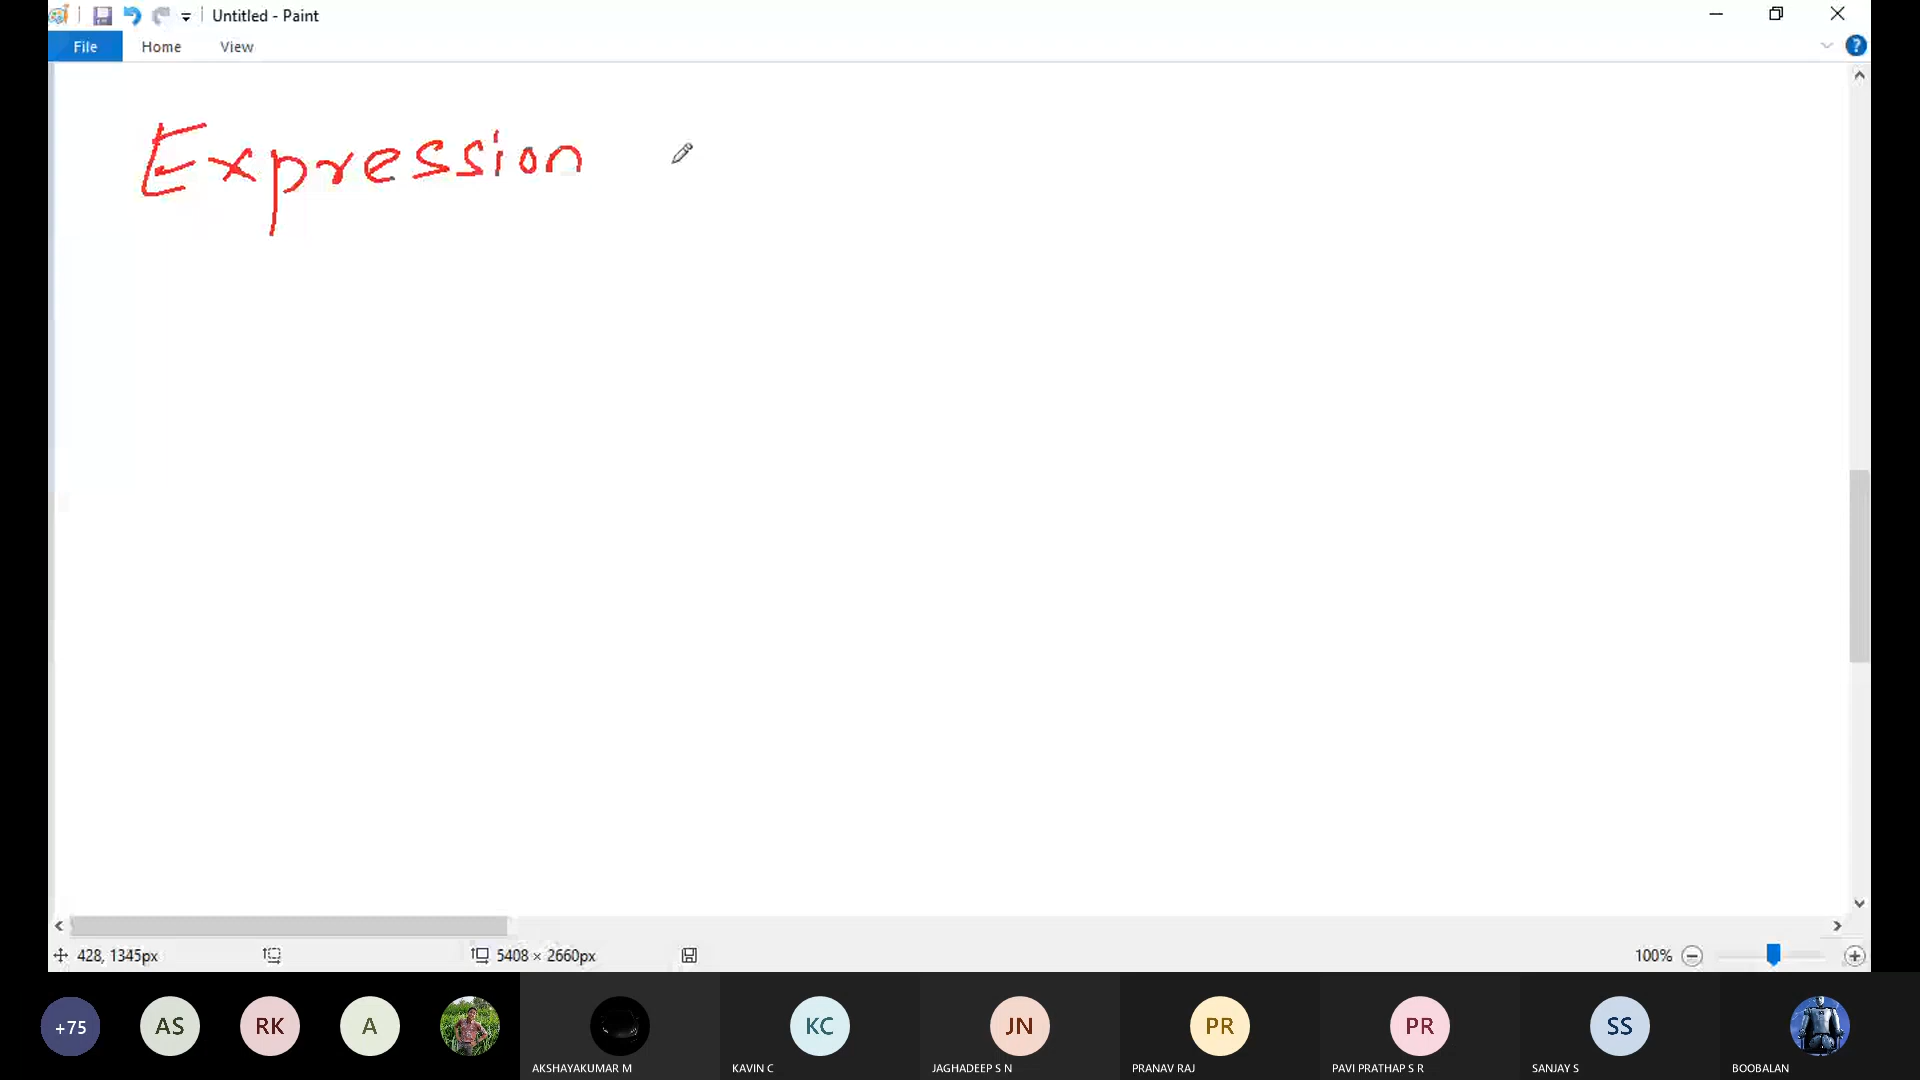 Untitled - Paint
File Home View
Expression
428, 1345px 5408 × 2660px 100%
+75 AS RK A KC JN PR PR SS
AKSHAYAKUMAR M KAVIN C JAGHADEEP S N PRANAV RAJ PAVI PRATHAP S R SANJAY S BOOBALAN